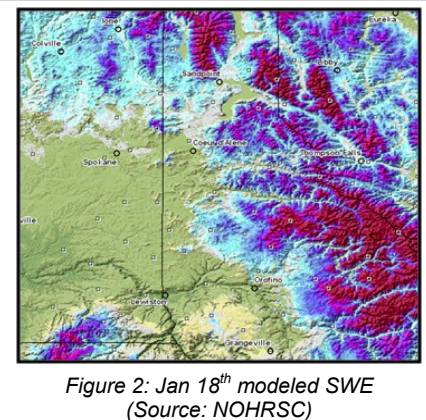 Eureka
Ione
Colville
Libby
Sandpoint
Coeur d'Alene
Spokane
Thompson Falls
ville
Orofino
Lewiston
Grangeville
Figure 2: Jan 18th modeled SWE
(Source: NOHRSC)